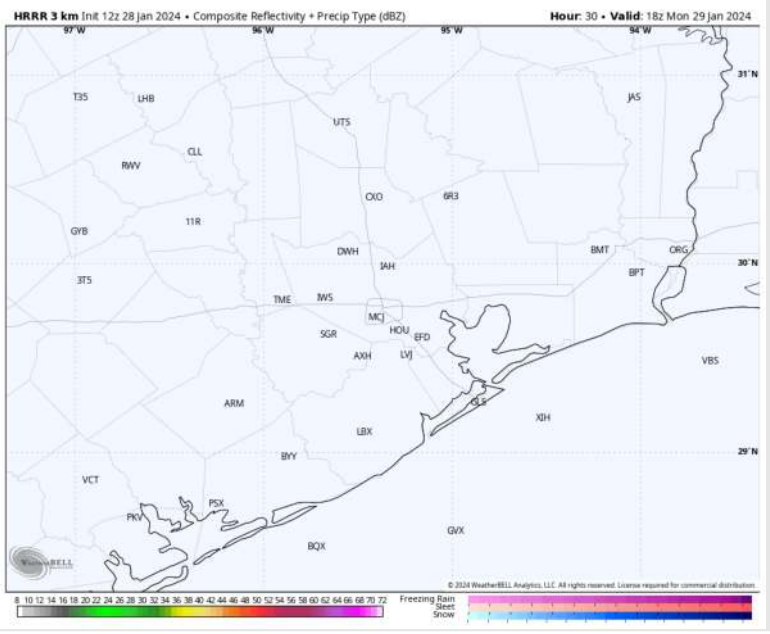 HRRR 3 km Init 12z 28 Jan 2024 • Composite Reflectivity + Precip Type (dBZ) Hour: 30 • Valid: 18z Mon 29 Jan 2024
97°W 96°W 95°W 94°W
31°N
T35 LHB JAS
UTS
CLL
RWV
CXO 6R3
11R
GYB
DWH BMT ORG
IAH 30°N
3T5 BPT
TME IWS
MCJ
SGR HOU EFD
AXH LVJ VBS
ARM GLS
XIH
LBX
BYY 29°N
VCT
PSX
PKV
GVX
BQX
WeatherBELL
© 2024 WeatherBELL Analytics, LLC. All rights reserved. License required for commercial distribution.
8 10 12 14 16 18 20 22 24 26 28 30 32 34 36 38 40 42 44 46 48 50 52 54 56 58 60 62 64 66 68 70 72
Freezing Rain
Sleet
Snow